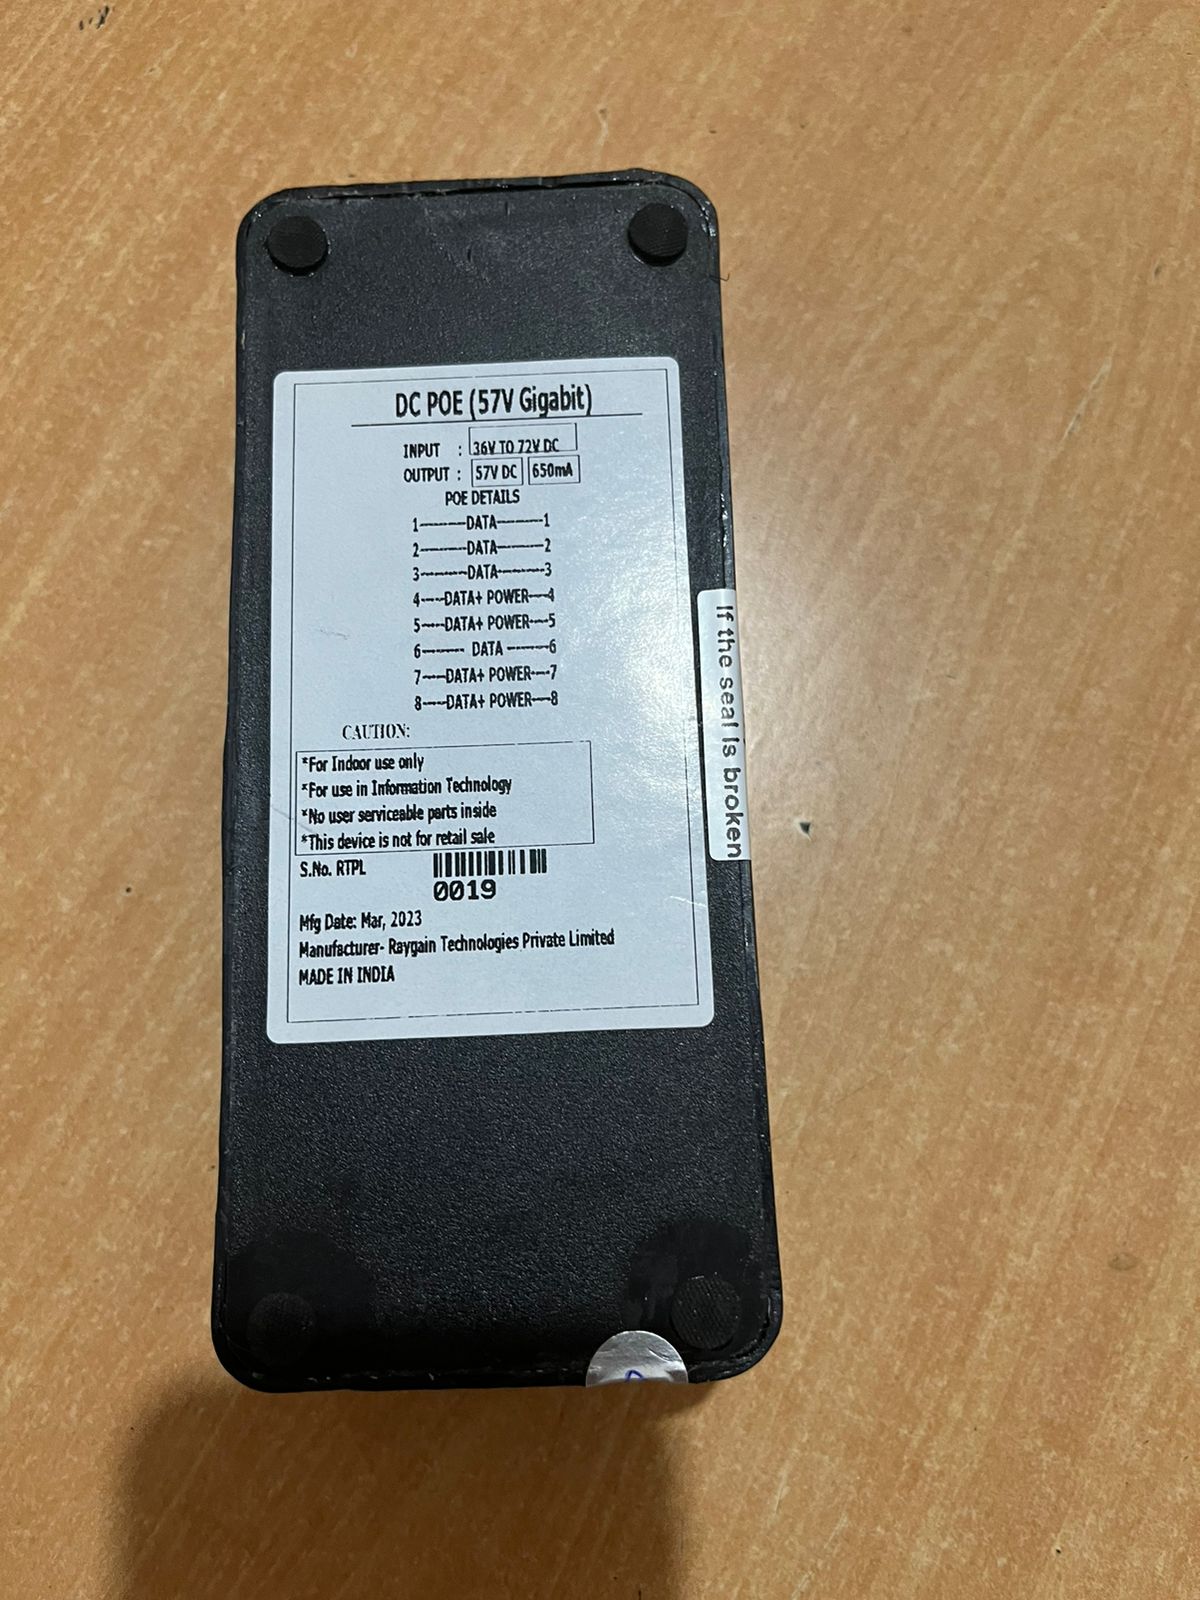 DC POE (57V Gigabit)
INPUT : 36V TO 72V DC
OUTPUT : 57V DC 650mA
POE DETAILS
1--------DATA--------1
2--------DATA--------2
3--------DATA--------3
4----DATA+ POWER----4
5----DATA+ POWER----5
6-------- DATA -------6
7----DATA+ POWER----7
8----DATA+ POWER----8
CAUTION:
*For Indoor use only
*For use in Information Technology
*No user serviceable parts inside
*This device is not for retail sale
S.No. RTPL
0019
Mfg Date: Mar, 2023
Manufacturer- Raygain Technologies Private Limited
MADE IN INDIA
If the seal is broken